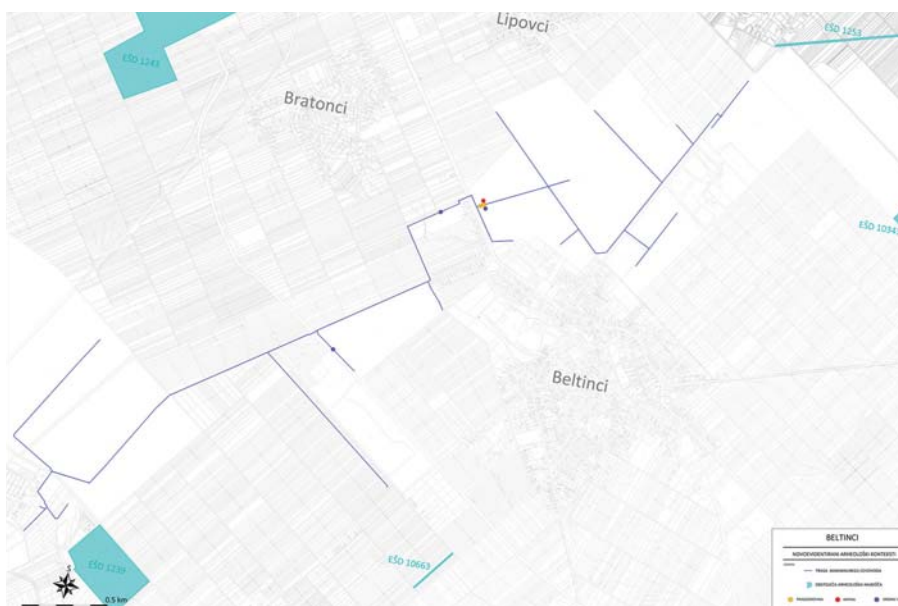 Lipovci
EŠD 1253
EŠD 1243
Bratonci
EŠD 1034
Beltinci
EŠD 10663
EŠD 1239
S
0.5 km
BELTINCI
NOVOEVIDENTIRANI ARHEOLOŠKI KONTEKSTI